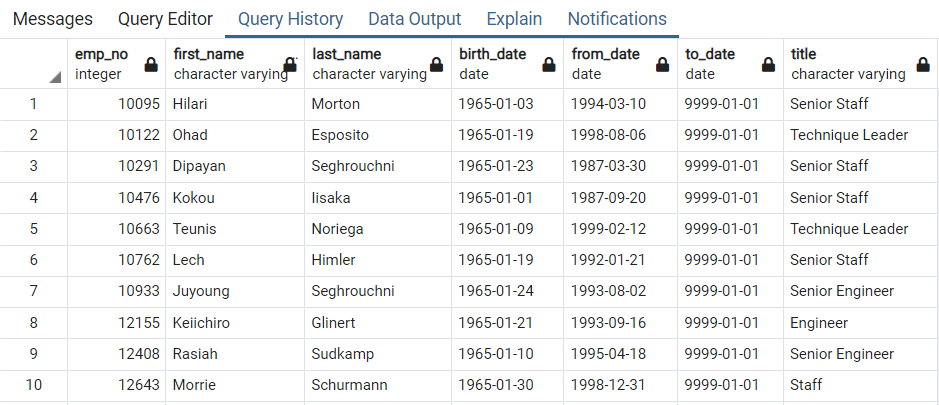 Messages Query Editor Query History Data Output Explain Notifications
emp_no first_name last_name birth_date from_date to_date title
integer character varying character varying date date date character varying
1 10095 Hilari Morton 1965-01-03 1994-03-10 9999-01-01 Senior Staff
2 10122 Ohad Esposito 1965-01-19 1998-08-06 9999-01-01 Technique Leader
3 10291 Dipayan Seghrouchni 1965-01-23 1987-03-30 9999-01-01 Senior Staff
4 10476 Kokou Iisaka 1965-01-01 1987-09-20 9999-01-01 Senior Staff
5 10663 Teunis Noriega 1965-01-09 1999-02-12 9999-01-01 Technique Leader
6 10762 Lech Himler 1965-01-19 1992-01-21 9999-01-01 Senior Staff
7 10933 Juyoung Seghrouchni 1965-01-24 1993-08-02 9999-01-01 Senior Engineer
8 12155 Keiichiro Glinert 1965-01-21 1993-09-16 9999-01-01 Engineer
9 12408 Rasiah Sudkamp 1965-01-10 1995-04-18 9999-01-01 Senior Engineer
10 12643 Morrie Schurmann 1965-01-30 1998-12-31 9999-01-01 Staff